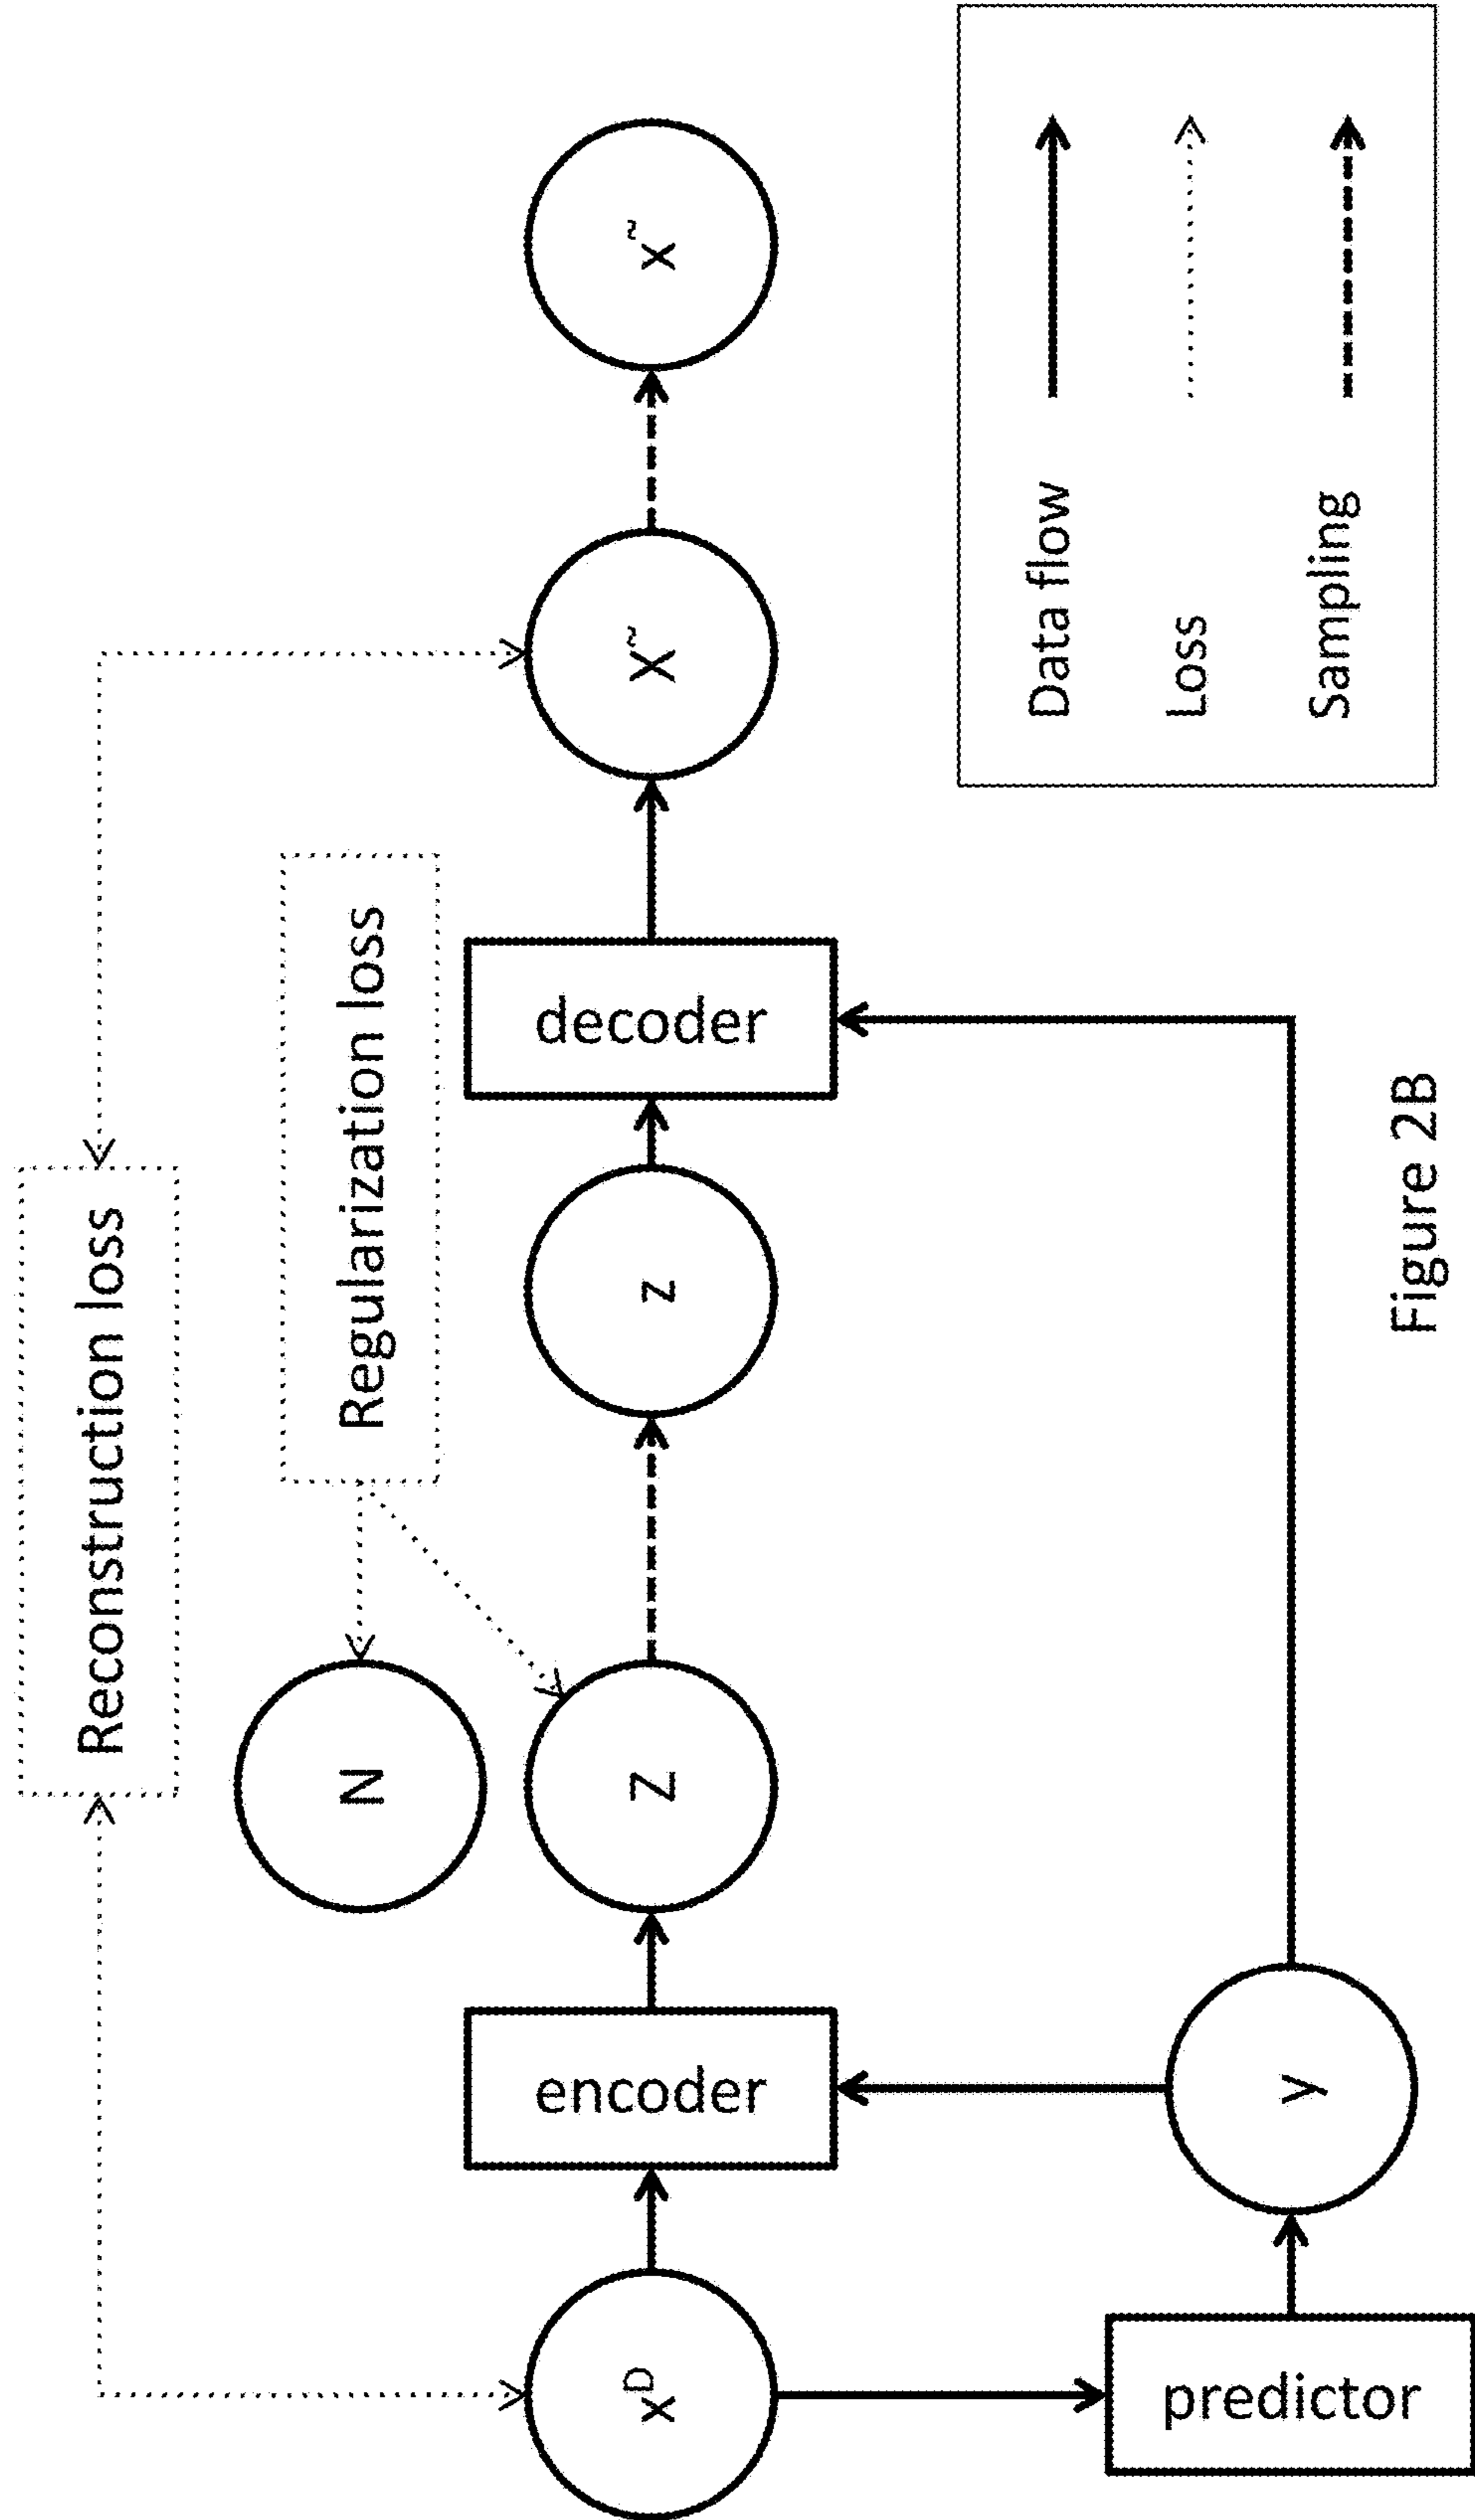 Reconstruction loss
Regularization loss
N
x^D
encoder
Z
z
decoder
X~
x~
predictor
y
Data flow
Loss
Sampling
Figure 2B